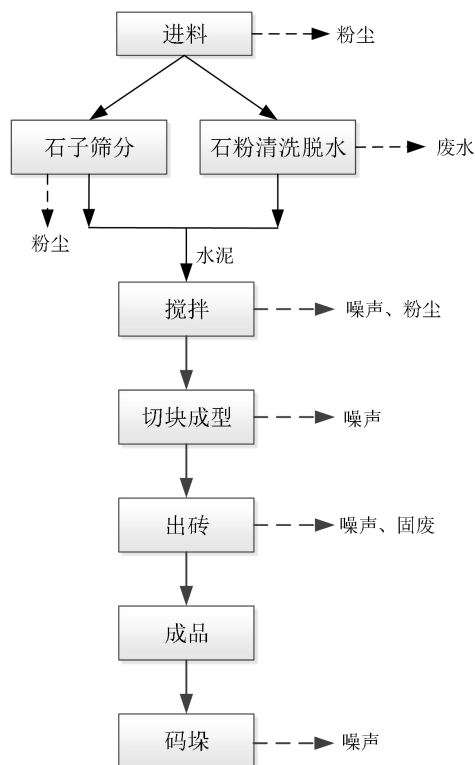 进料
粉尘
石子筛分
石粉清洗脱水
废水
粉尘
水泥
搅拌
噪声、粉尘
切块成型
噪声
出砖
噪声、固废
成品
码垛
噪声